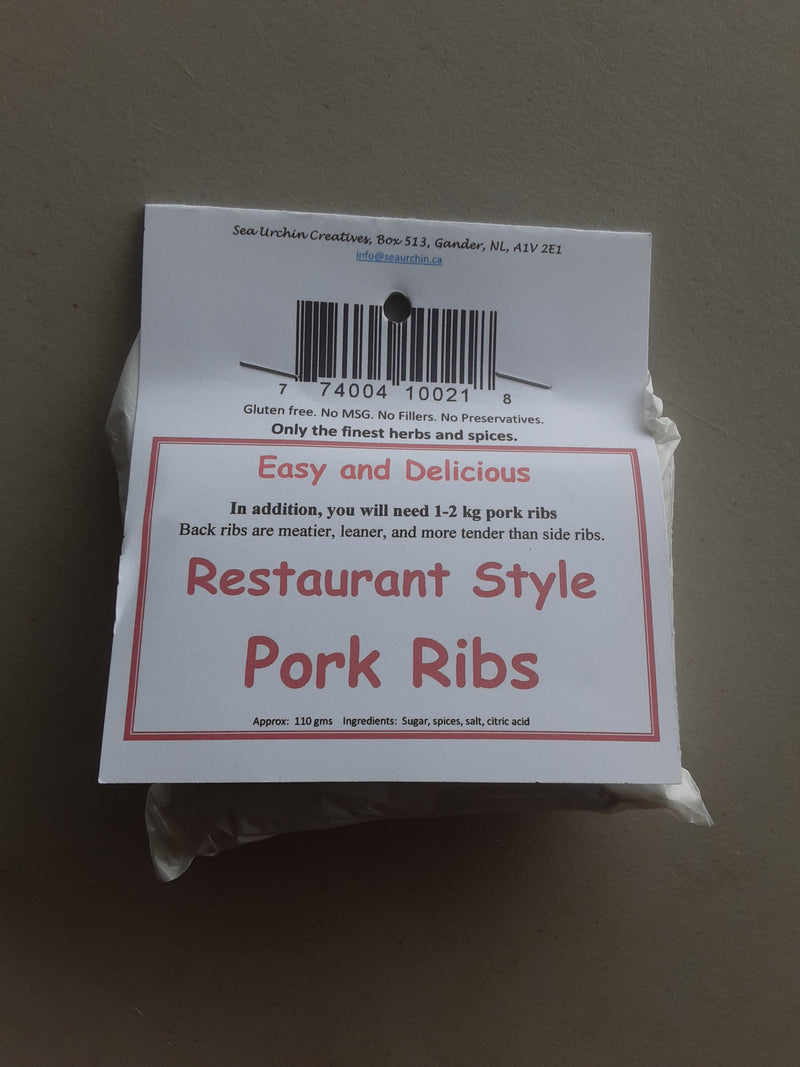 Sea Urchin Creatives, Box 513, Gander, NL, A1V 2E1
info@seaurchin.ca
7 74004 10021 8
Gluten free. No MSG. No Fillers. No Preservatives.
Only the finest herbs and spices.
Easy and Delicious
In addition, you will need 1-2 kg pork ribs
Back ribs are meatier, leaner, and more tender than side ribs.
Restaurant Style
Pork Ribs
Approx: 110 gms Ingredients: Sugar, spices, salt, citric acid